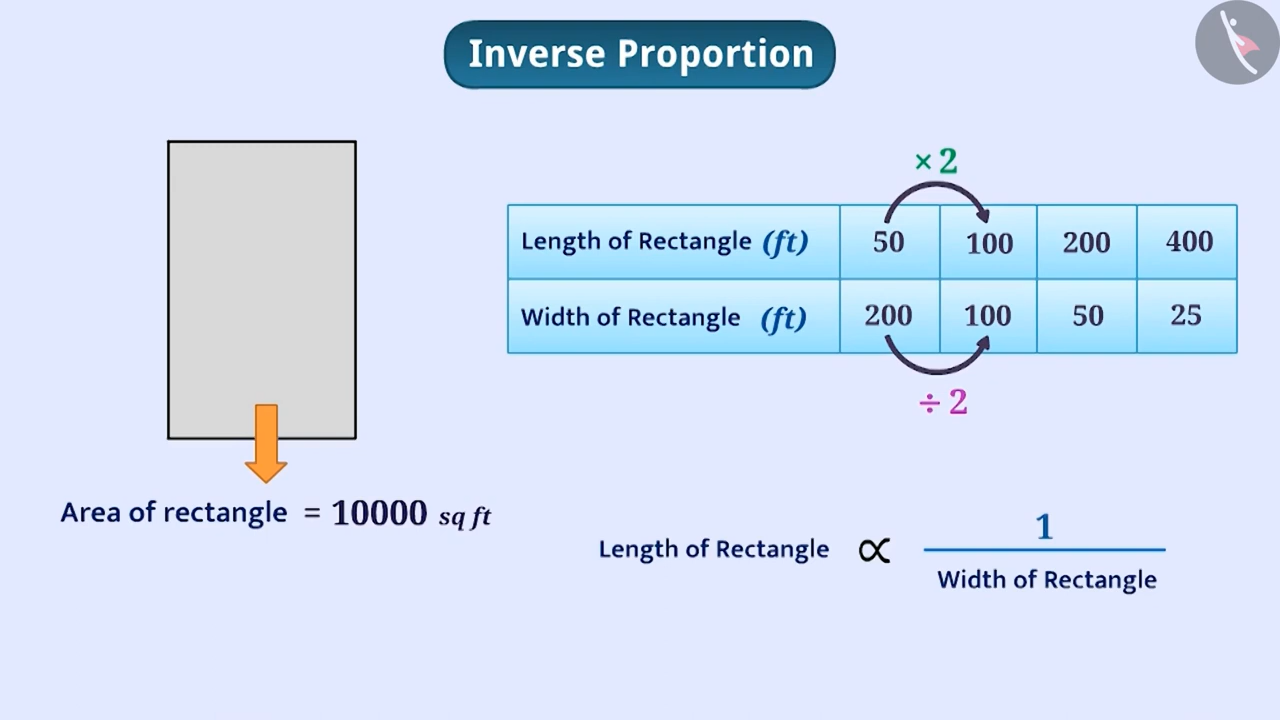 Inverse Proportion
× 2
Length of Rectangle (ft) 50 100 200 400
Width of Rectangle (ft) 200 100 50 25
÷ 2
Area of rectangle = 10000 sq ft
1
Length of Rectangle ∝
Width of Rectangle